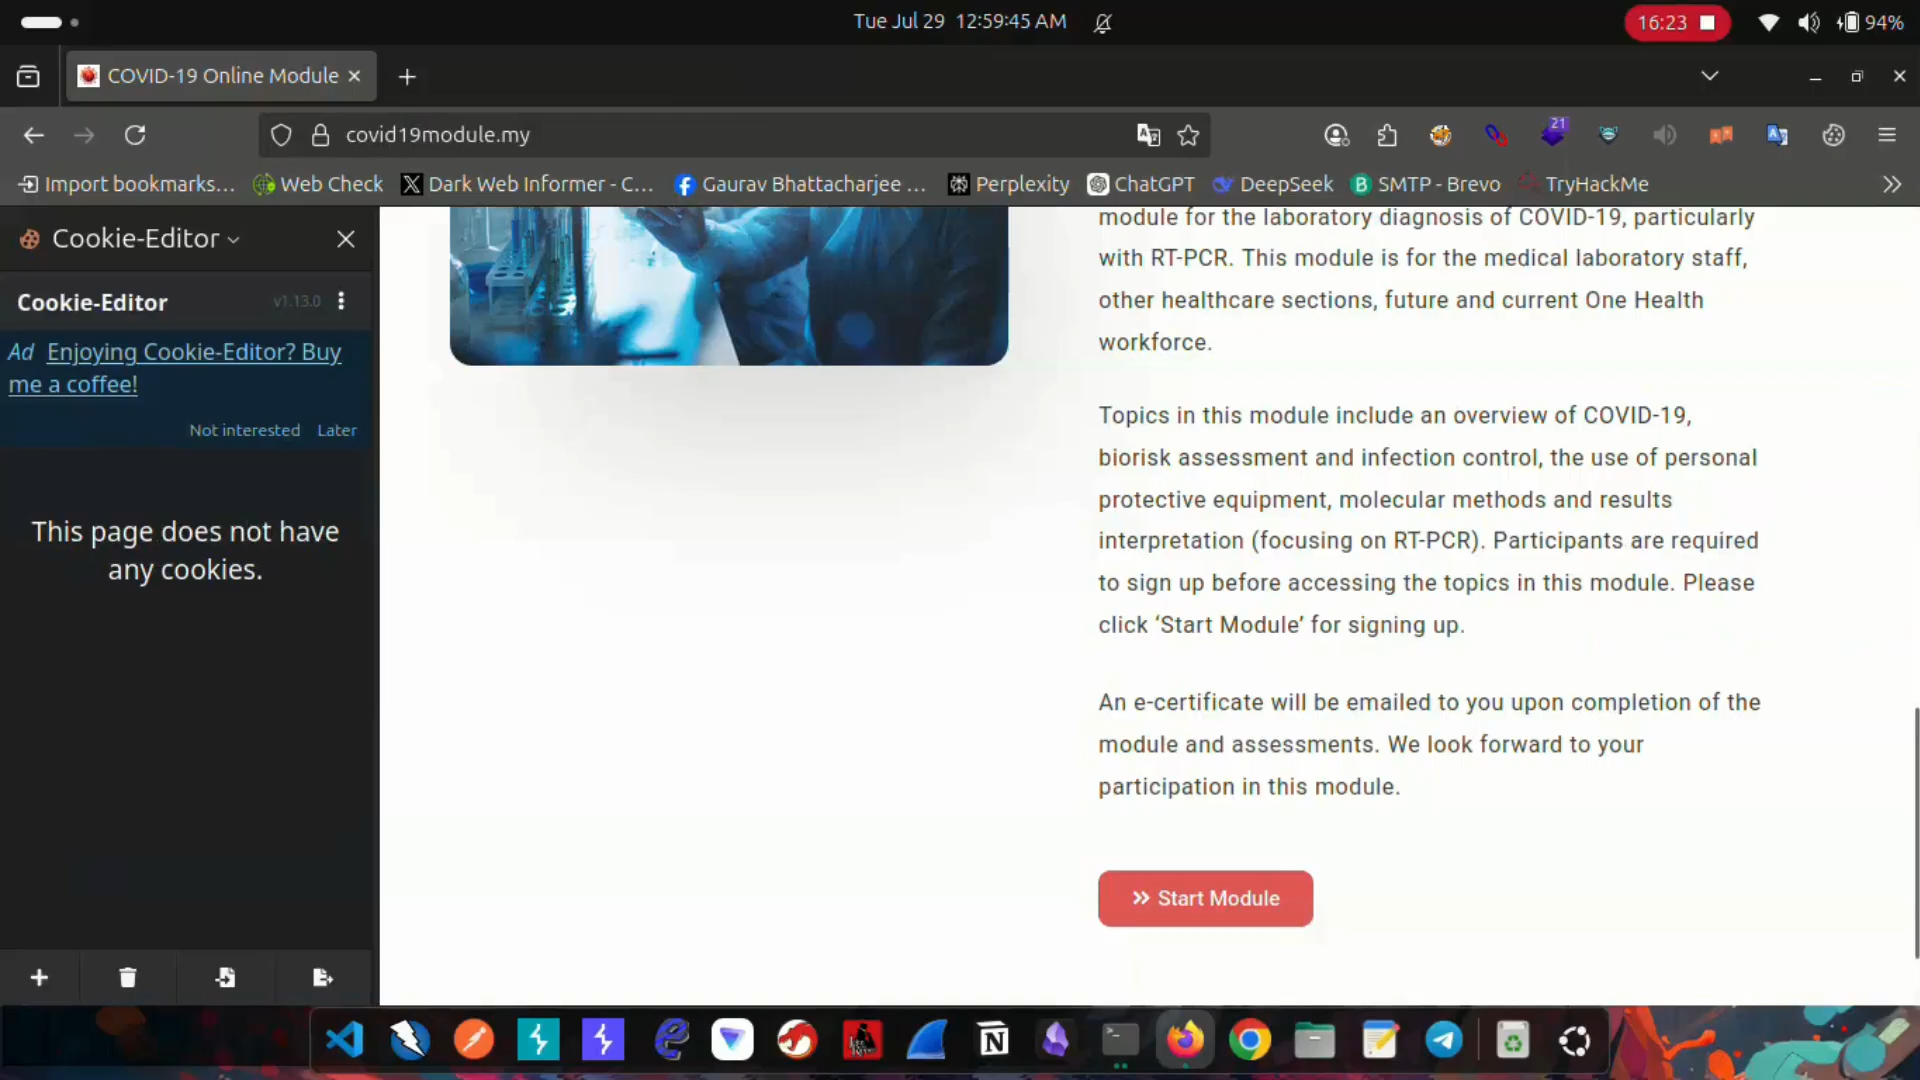 Tue Jul 29 12:59:45 AM
16:23
94%
COVID-19 Online Module
covid19module.my
21
Import bookmarks...
Web Check
Dark Web Informer - C...
Gaurav Bhattacharjee ...
Perplexity
ChatGPT
DeepSeek
SMTP - Brevo
TryHackMe
Cookie-Editor
Cookie-Editor
v1.13.0
Ad Enjoying Cookie-Editor? Buy
me a coffee!
Not interested Later
This page does not have
any cookies.
module for the laboratory diagnosis of COVID-19, particularly
with RT-PCR. This module is for the medical laboratory staff,
other healthcare sections, future and current One Health
workforce.
Topics in this module include an overview of COVID-19,
biorisk assessment and infection control, the use of personal
protective equipment, molecular methods and results
interpretation (focusing on RT-PCR). Participants are required
to sign up before accessing the topics in this module. Please
click ‘Start Module’ for signing up.
An e-certificate will be emailed to you upon completion of the
module and assessments. We look forward to your
participation in this module.
Start Module